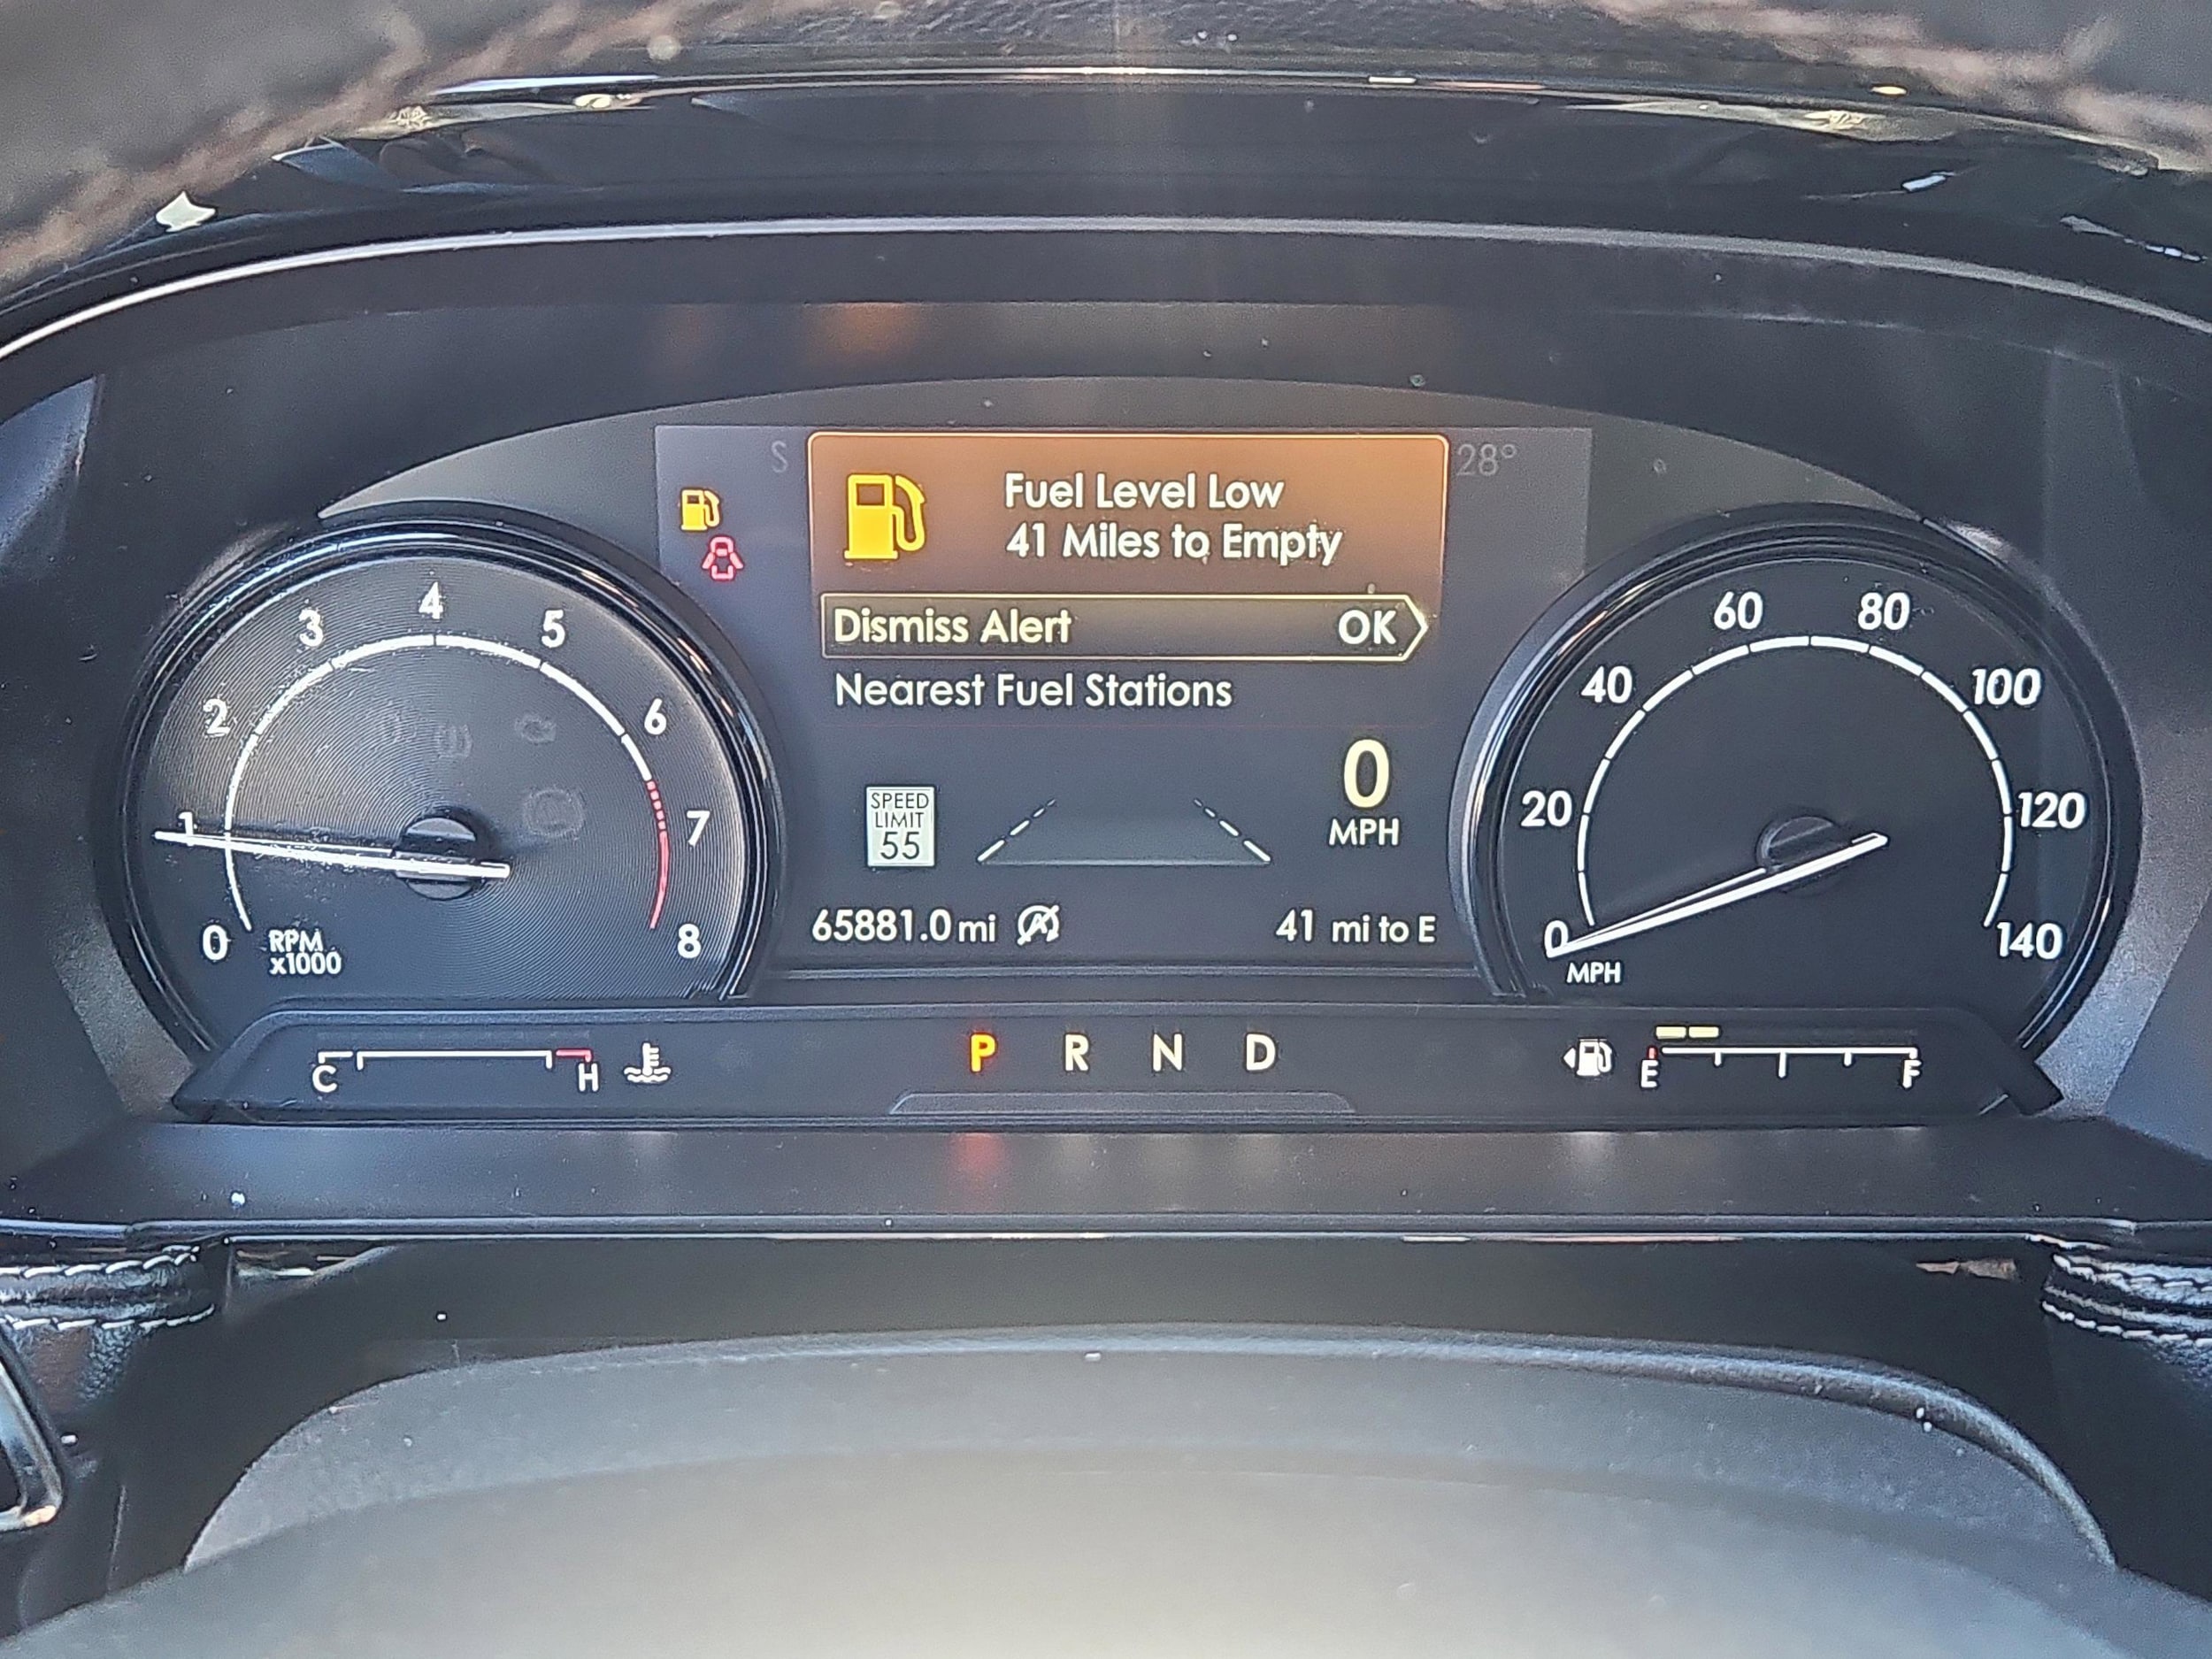 S
28°
Fuel Level Low
41 Miles to Empty
Dismiss Alert OK
Nearest Fuel Stations
0
MPH
SPEED
LIMIT
55
65881.0 mi
41 mi to E
0 1 2 3 4 5 6 7 8
RPM
x1000
0 20 40 60 80 100 120 140
MPH
C H
P R N D
E F